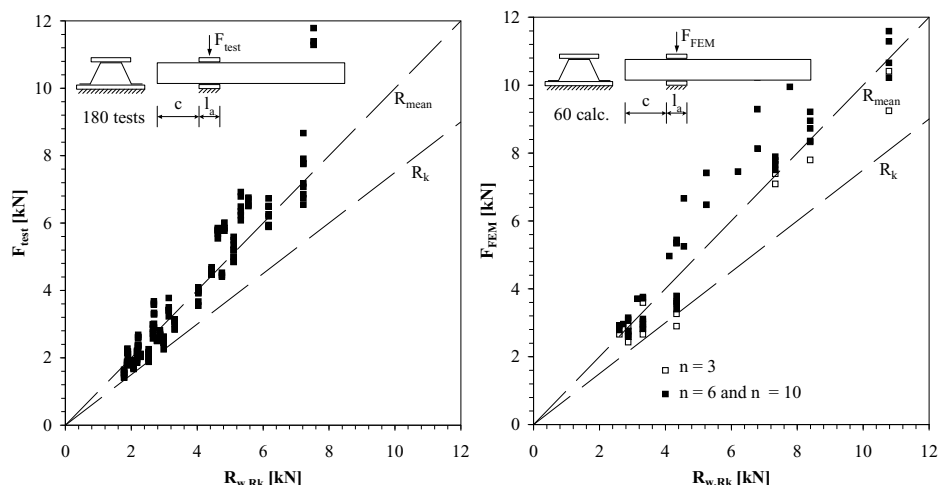 12
10
8
6
4
2
0
F_test [kN]
F_test
c
l_a
180 tests
R_mean
R_k
0 2 4 6 8 10 12
R_w,Rk [kN]
12
10
8
6
4
2
0
F_FEM [kN]
F_FEM
c
l_a
60 calc.
R_mean
R_k
n = 3
n = 6 and n = 10
0 2 4 6 8 10 12
R_w,Rk [kN]